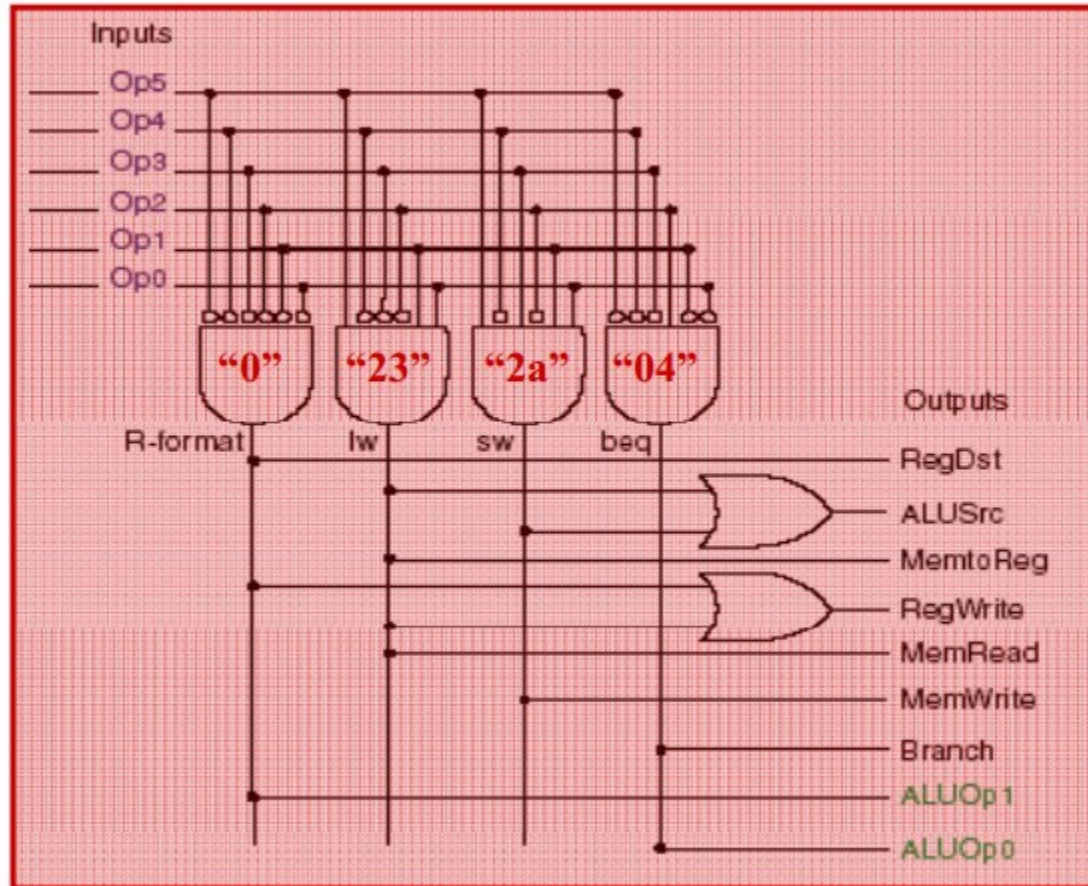 Inputs
Op5
Op4
Op3
Op2
Op1
Op0
“0” “23” “2a” “04”
Outputs
R-format lw sw beq
RegDst
ALUSrc
MemtoReg
RegWrite
MemRead
MemWrite
Branch
ALUOp1
ALUOp0